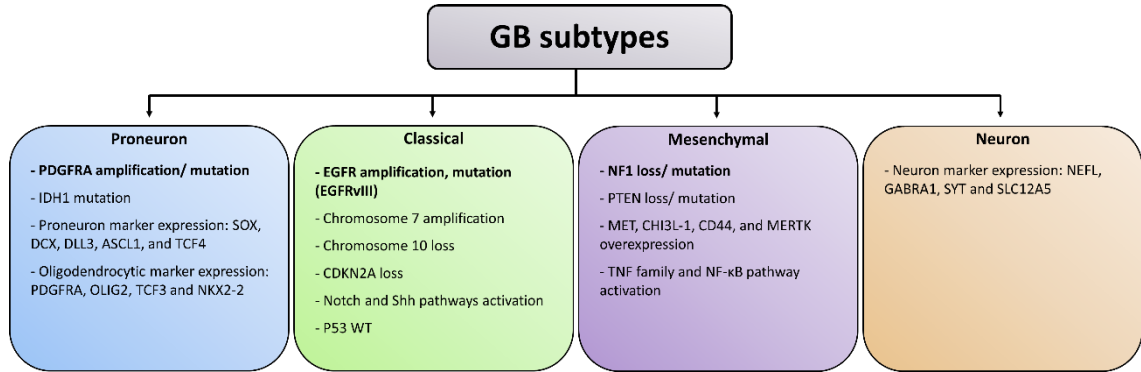 GB subtypes
Proneuron
- PDGFRA amplification/ mutation
- IDH1 mutation
- Proneuron marker expression: SOX,
DCX, DLL3, ASCL1, and TCF4
- Oligodendrocytic marker expression:
PDGFRA, OLIG2, TCF3 and NKX2-2
Classical
- EGFR amplification, mutation
(EGFRvIII)
- Chromosome 7 amplification
- Chromosome 10 loss
- CDKN2A loss
- Notch and Shh pathways activation
- P53 WT
Mesenchymal
- NF1 loss/ mutation
- PTEN loss/ mutation
- MET, CHI3L-1, CD44, and MERTK
overexpression
- TNF family and NF-κB pathway
activation
Neuron
- Neuron marker expression: NEFL,
GABRA1, SYT and SLC12A5